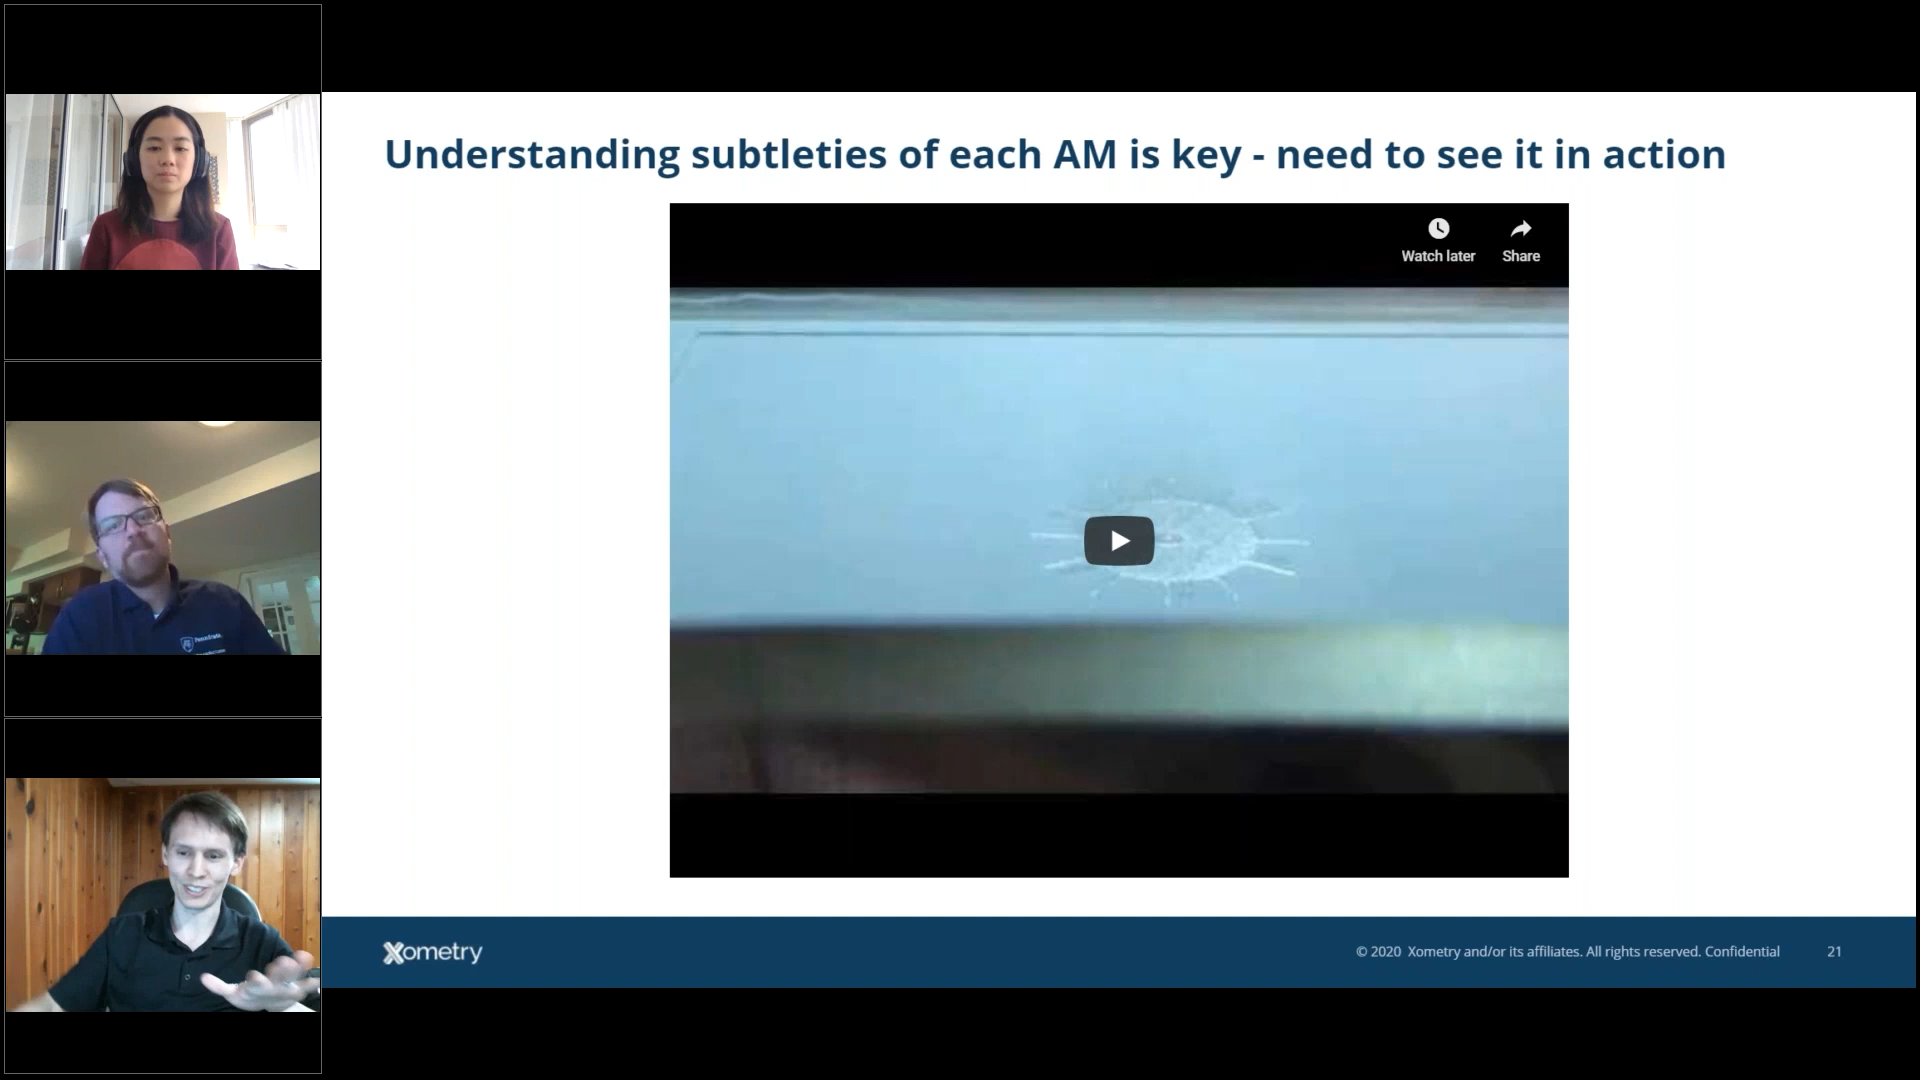 Understanding subtleties of each AM is key - need to see it in action
Watch later
Share
PennState
Xometry
© 2020 Xometry and/or its affiliates. All rights reserved. Confidential
21